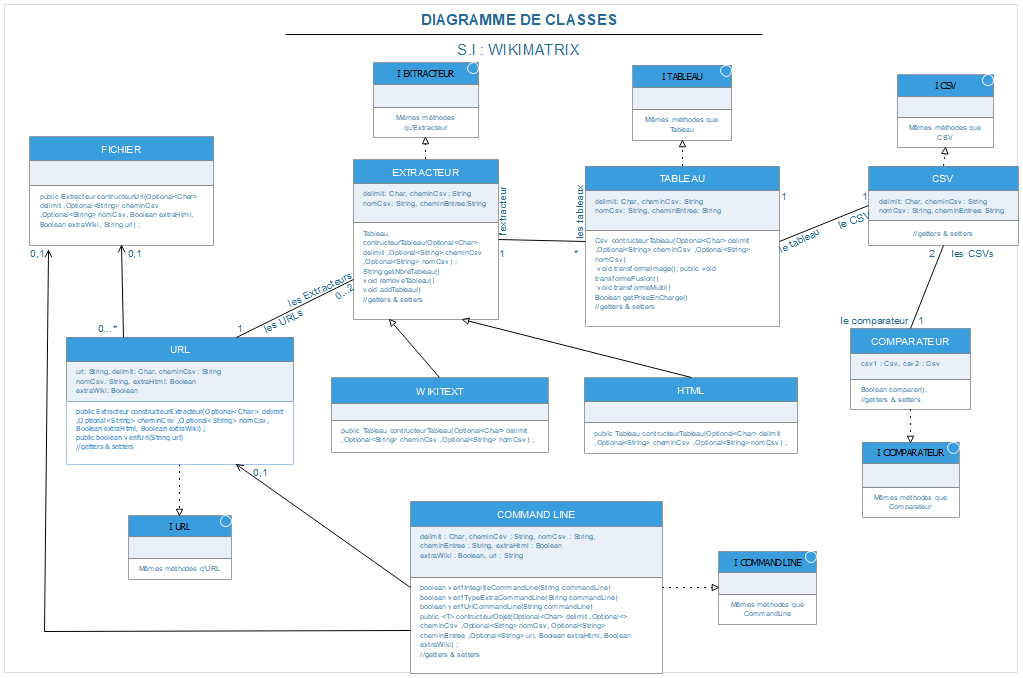 DIAGRAMME DE CLASSES
S.I : WIKIMATRIX
I EXTRACTEUR
Mêmes méthodes
qu'Extracteur
I TABLEAU
Mêmes méthodes que
Tableau
I CSV
Mêmes méthodes que
CSV
FICHIER
public Extracteur contructeurUrl(Optional<Char>
delimit ,Optional<String> cheminCsv
,Optional<String> nomCsv, Boolean extraHtml,
Boolean extraWiki, String url) ;
EXTRACTEUR
delimit: Char, cheminCsv : String
nomCsv: String, cheminEntree:String
Tableau
contructeurTableau(Optional<Char>
delimit ,Optional<String> cheminCsv
,Optional<String> nomCsv) ;
String getNbreTableau()
void removeTableau()
void addTableau()
//getters & setters
l'extracteur
1
les tableaux
*
TABLEAU
delimit: Char, cheminCsv: String
nomCsv: String, cheminEntree: String
Csv contructeurTableau(Optional<Char> delimit
,Optional<String> cheminCsv ,Optional<String>
nomCsv)
void transformeImage(); public void
transformeFusion()
void transformeMulti()
Boolean getPriseEnCharge()
//getters & setters
1
le tableau
1
le CSV
CSV
delimit: Char, cheminCsv : String
nomCsv: String, cheminEntree: String
//getters & setters
2
les CSVs
le comparateur
1
COMPARATEUR
csv1 : Csv, csv2 : Csv
Boolean comparer();
//getters & setters
I COMPARATEUR
Mêmes méthodes que
Comparateur
0,1
0,1
0...*
1
les Extracteurs
0...2
les URLs
URL
url: String, delimit: Char, cheminCsv : String
nomCsv: String, extraHtml: Boolean
extraWiki: Boolean
public Extracteur constructeurExtracteur(Optional<Char> delimit
,Optional<String> cheminCsv ,Optional<String> nomCsv,
Boolean extraHtml, Boolean extraWiki) ;
public boolean verifUrl(String url)
//getters & setters
WIKITEXT
public Tableau contructeurTableau(Optional<Char> delimit
,Optional<String> cheminCsv ,Optional<String> nomCsv) ;
HTML
public Tableau contructeurTableau(Optional<Char> delimit
,Optional<String> cheminCsv ,Optional<String> nomCsv) ;
0,1
I URL
Mêmes méthodes q'URL
COMMAND LINE
delimit : Char, cheminCsv : String, nomCsv : String,
cheminEntree : String, extraHtml : Boolean
extraWiki : Boolean, url : String
boolean verifIntegriteCommandLine(String commandLine)
boolean verifTypeExtraCommandLine(String commandLine)
boolean verifUrlCommandLine(String commandLine)
public <T> contructeurObjet(Optional<Char> delimit ,Optional<>
cheminCsv ,Optional<String> nomCsv, Optional<String>
cheminEntree ,Optional<String> url, Boolean extraHtml, Boolean
extraWiki) ;
//getters & setters
I COMMANDLINE
Mêmes méthodes que
CommandLine